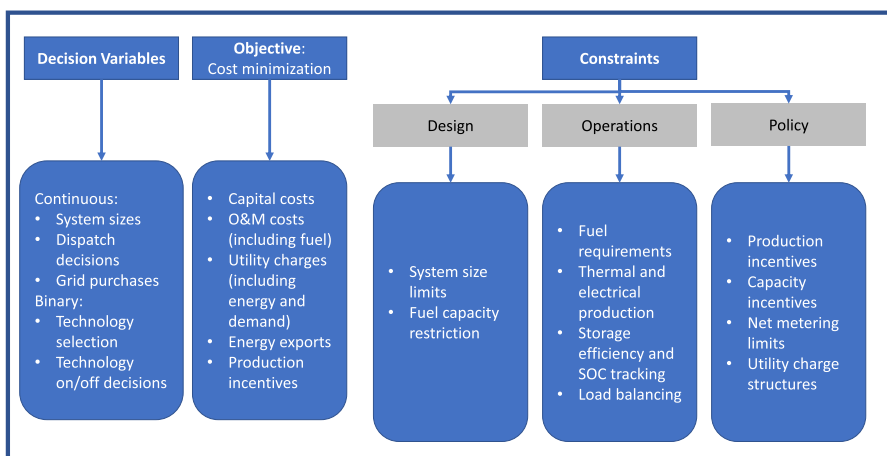 Decision Variables
Continuous:
• System sizes
• Dispatch
decisions
• Grid purchases
Binary:
• Technology
selection
• Technology
on/off decisions
Objective:
Cost minimization
• Capital costs
• O&M costs
(including fuel)
• Utility charges
(including
energy and
demand)
• Energy exports
• Production
incentives
Constraints
Design
• System size
limits
• Fuel capacity
restriction
Operations
• Fuel
requirements
• Thermal and
electrical
production
• Storage
efficiency and
SOC tracking
• Load balancing
Policy
• Production
incentives
• Capacity
incentives
• Net metering
limits
• Utility charge
structures